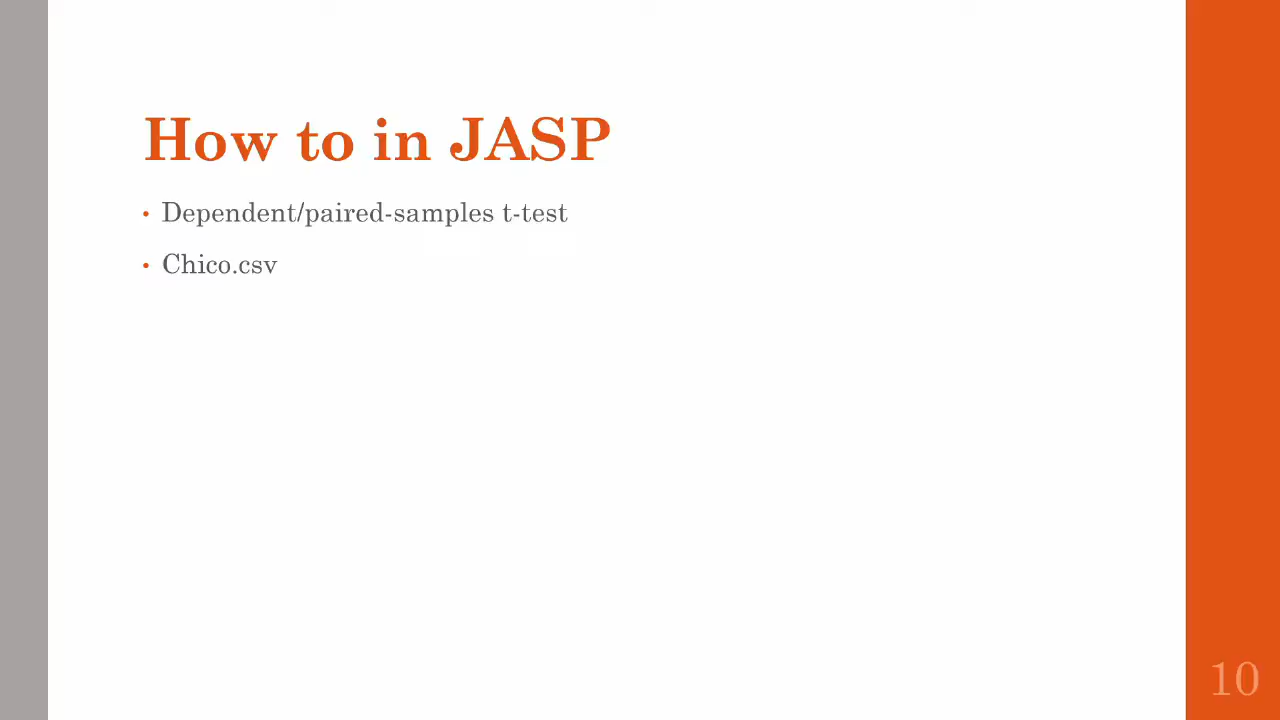 How to in JASP
• Dependent/paired-samples t-test
• Chico.csv
10